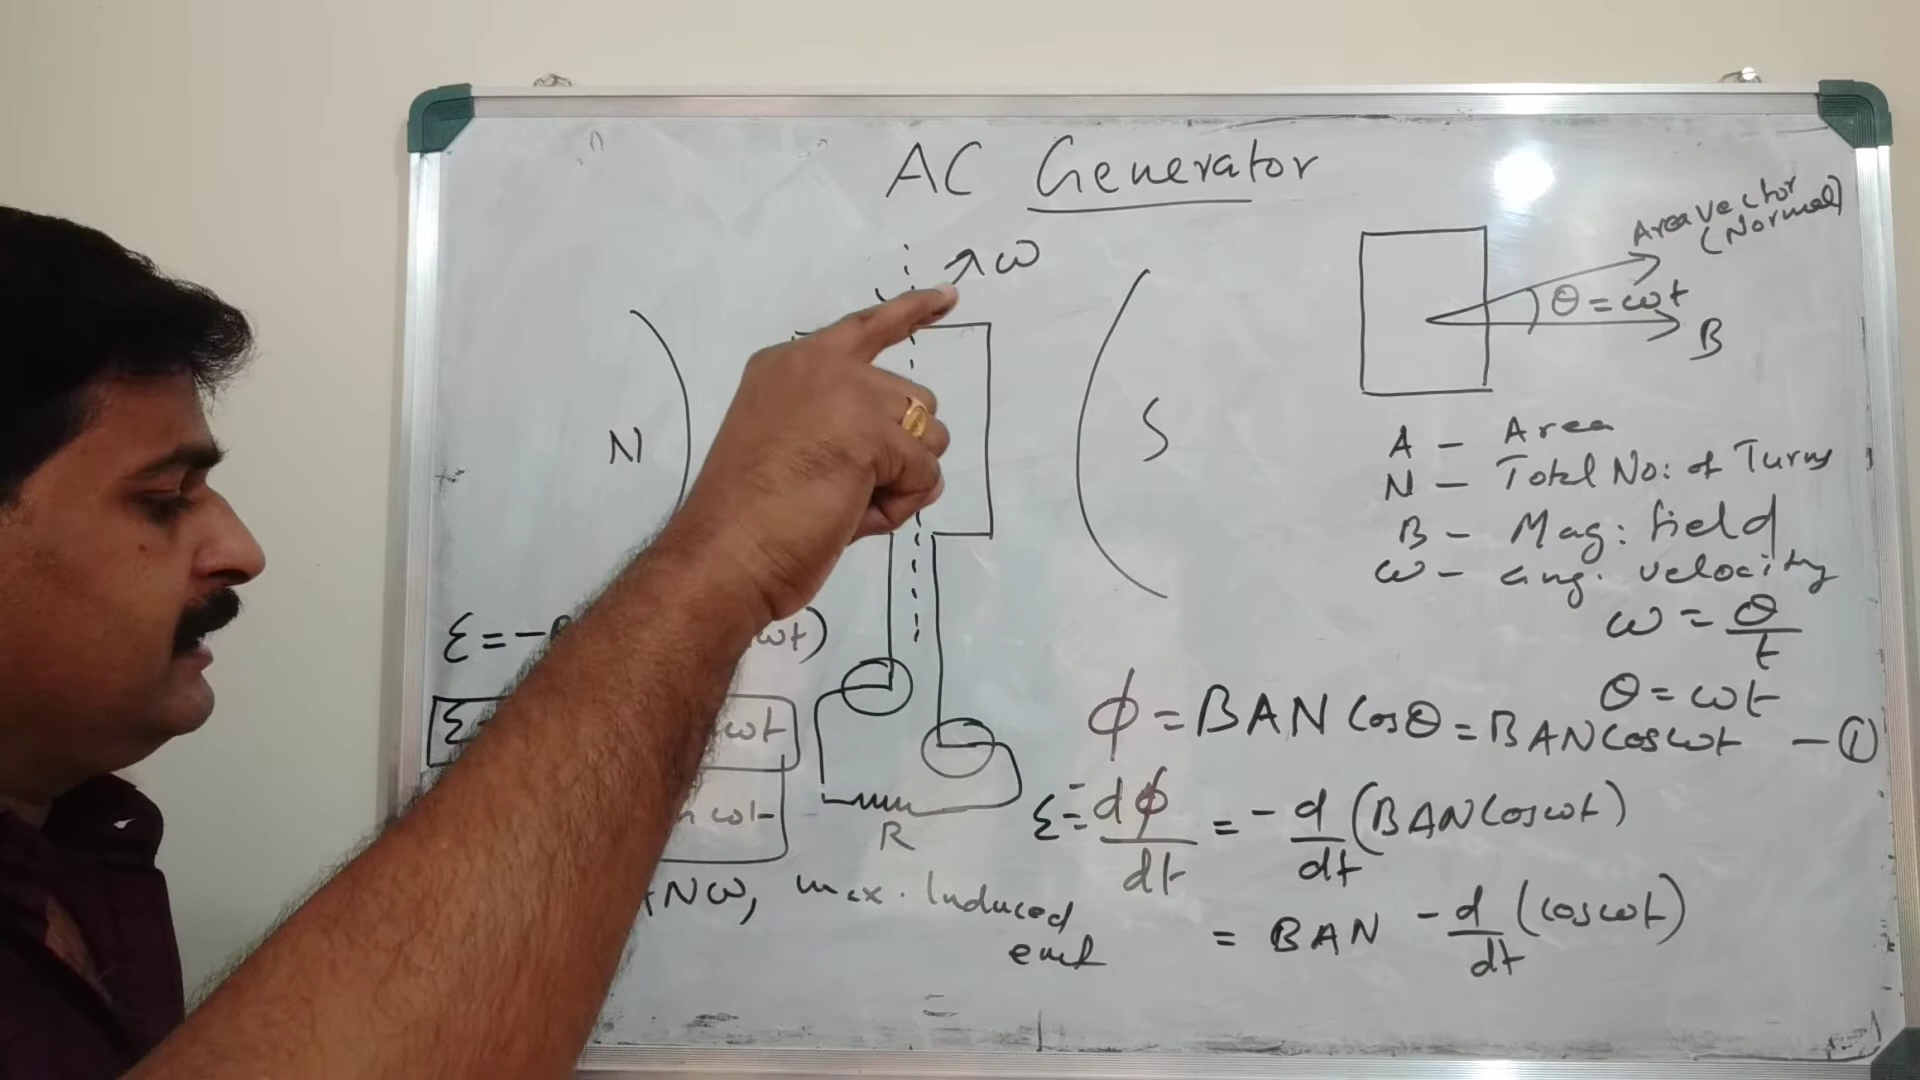 AC Generator
ω
N
S
R
Area Vector
(Normal)
θ = ωt
B
A – Area
N – Total No: of Turns
B – Mag: field
ω – ang. velocity
ω = θ/t
θ = ωt
ϕ = BAN Cosθ = BAN cosωt – ①
ε = -dϕ/dt = - d/dt (BAN cosωt)
= BAN - d/dt (cosωt)
ε = -
ωt)
ε
ωt
ωt
Nω, max. Induced
emf